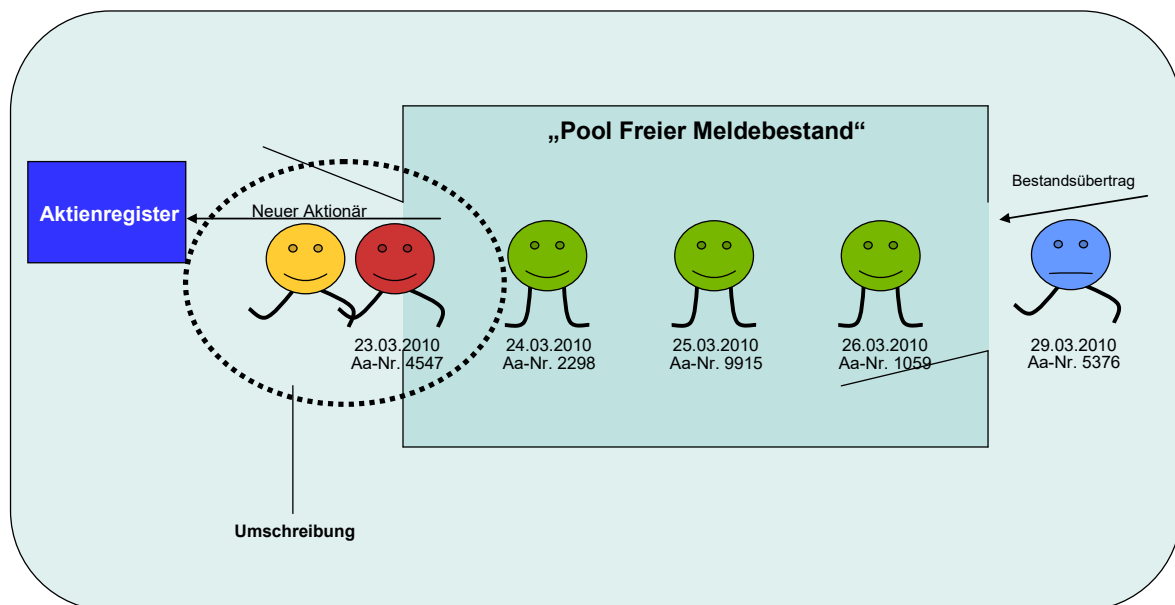 „Pool Freier Meldebestand“
Bestandsübertrag
Aktienregister
Neuer Aktionär
23.03.2010
Aa-Nr. 4547
24.03.2010
Aa-Nr. 2298
25.03.2010
Aa-Nr. 9915
26.03.2010
Aa-Nr. 1059
29.03.2010
Aa-Nr. 5376
Umschreibung